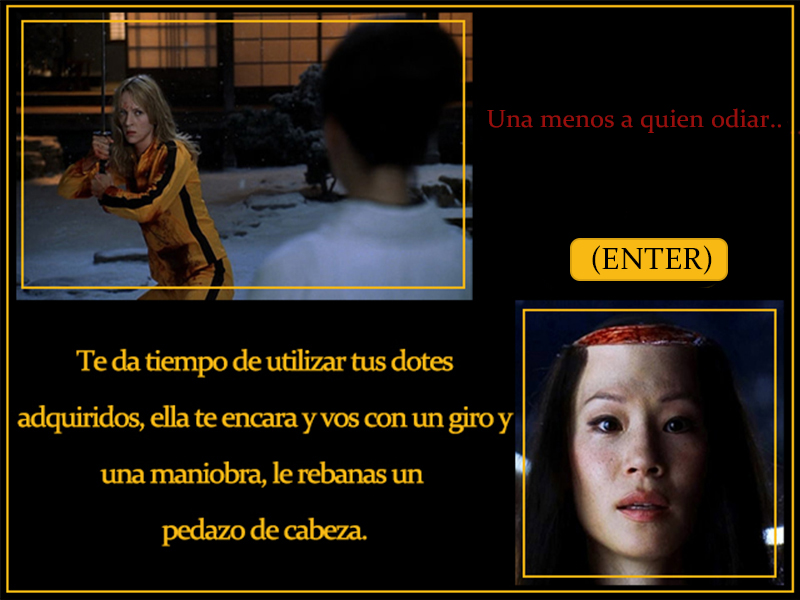 Una menos a quien odiar..
(ENTER)
Te da tiempo de utilizar tus dotes
adquiridos, ella te encara y vos con un giro y
una maniobra, le rebanas un
pedazo de cabeza.